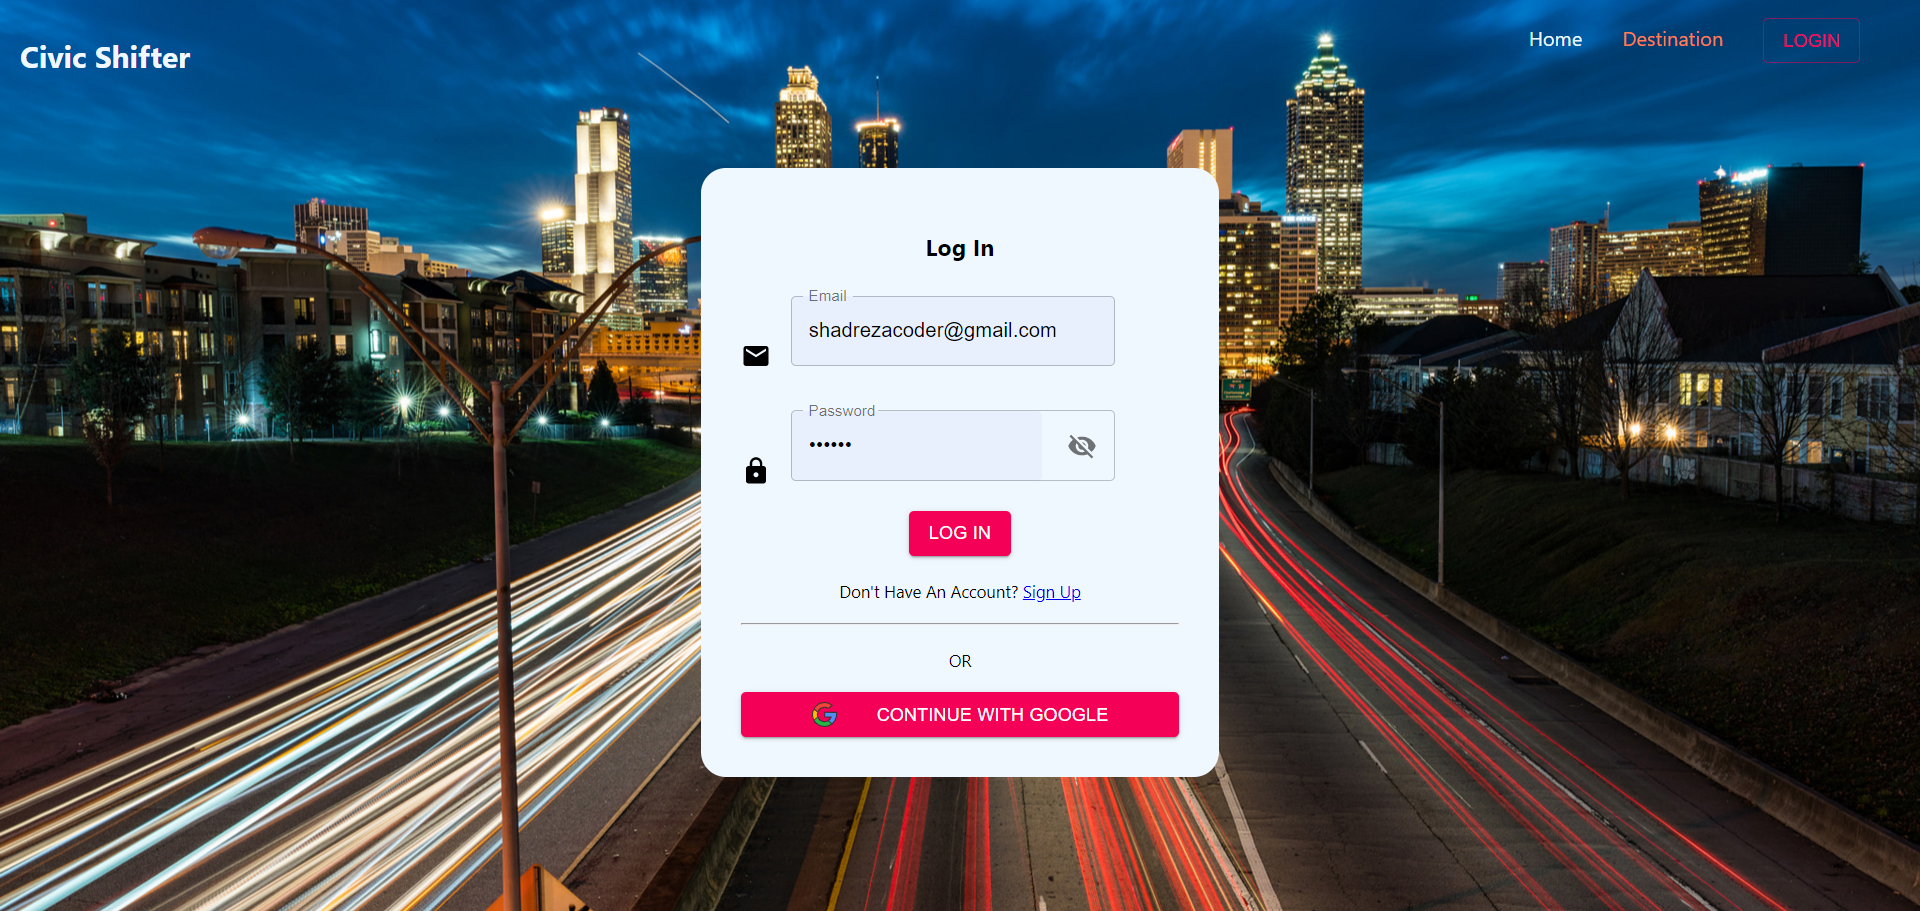 Civic Shifter
Home
Destination
LOGIN
Log In
Email
shadrezacoder@gmail.com
Password
••••••
LOG IN
Don't Have An Account? Sign Up
OR
CONTINUE WITH GOOGLE